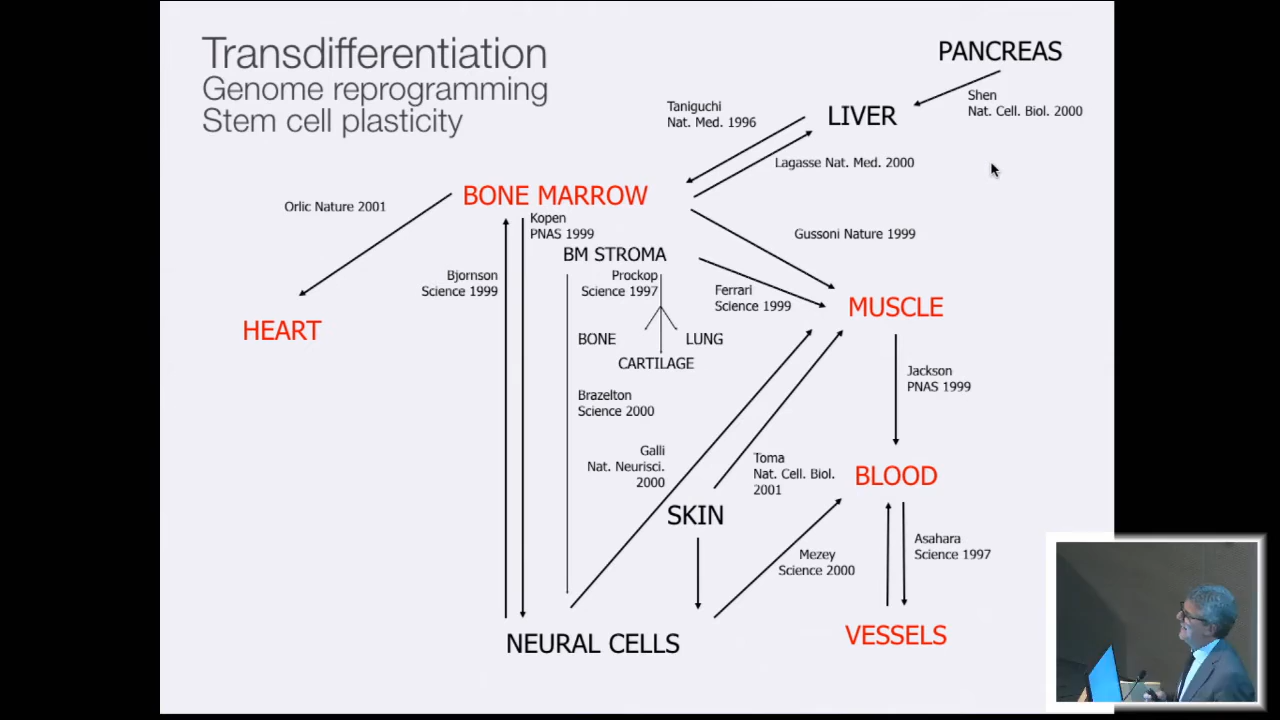 Transdifferentiation
Genome reprogramming
Stem cell plasticity
PANCREAS
Shen
Nat. Cell. Biol. 2000
Taniguchi
Nat. Med. 1996
LIVER
Lagasse Nat. Med. 2000
BONE MARROW
Orlic Nature 2001
Kopen
PNAS 1999
Gussoni Nature 1999
BM STROMA
Bjornson
Science 1999
Prockop
Science 1997
Ferrari
Science 1999
MUSCLE
HEART
BONE
LUNG
CARTILAGE
Jackson
PNAS 1999
Brazelton
Science 2000
Galli
Nat. Neurisci.
2000
Toma
Nat. Cell. Biol.
2001
BLOOD
SKIN
Mezey
Science 2000
Asahara
Science 1997
NEURAL CELLS
VESSELS